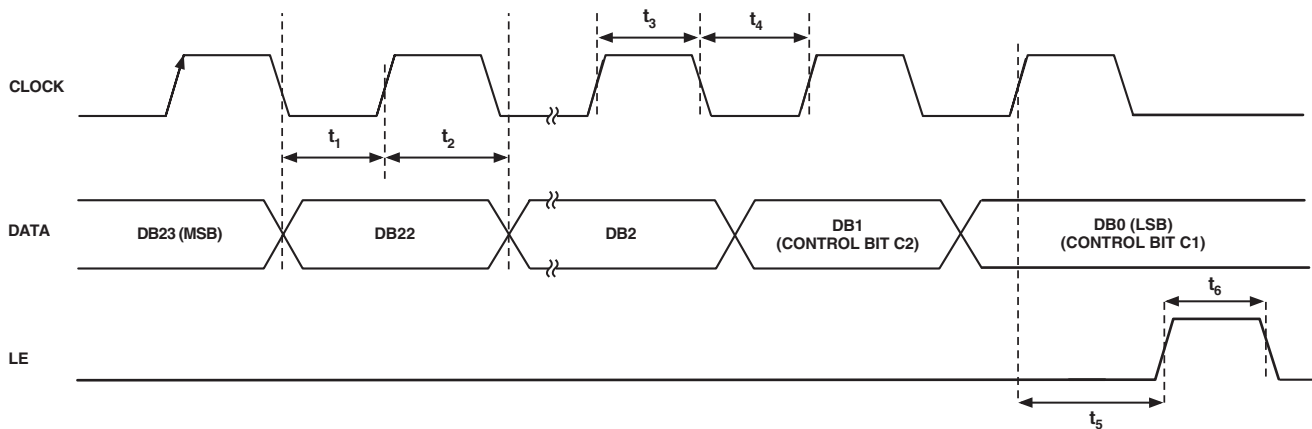 t₃
t₄
CLOCK
t₁
t₂
DATA
DB23 (MSB)
DB22
DB2
DB1
(CONTROL BIT C2)
DB0 (LSB)
(CONTROL BIT C1)
t₆
LE
t₅